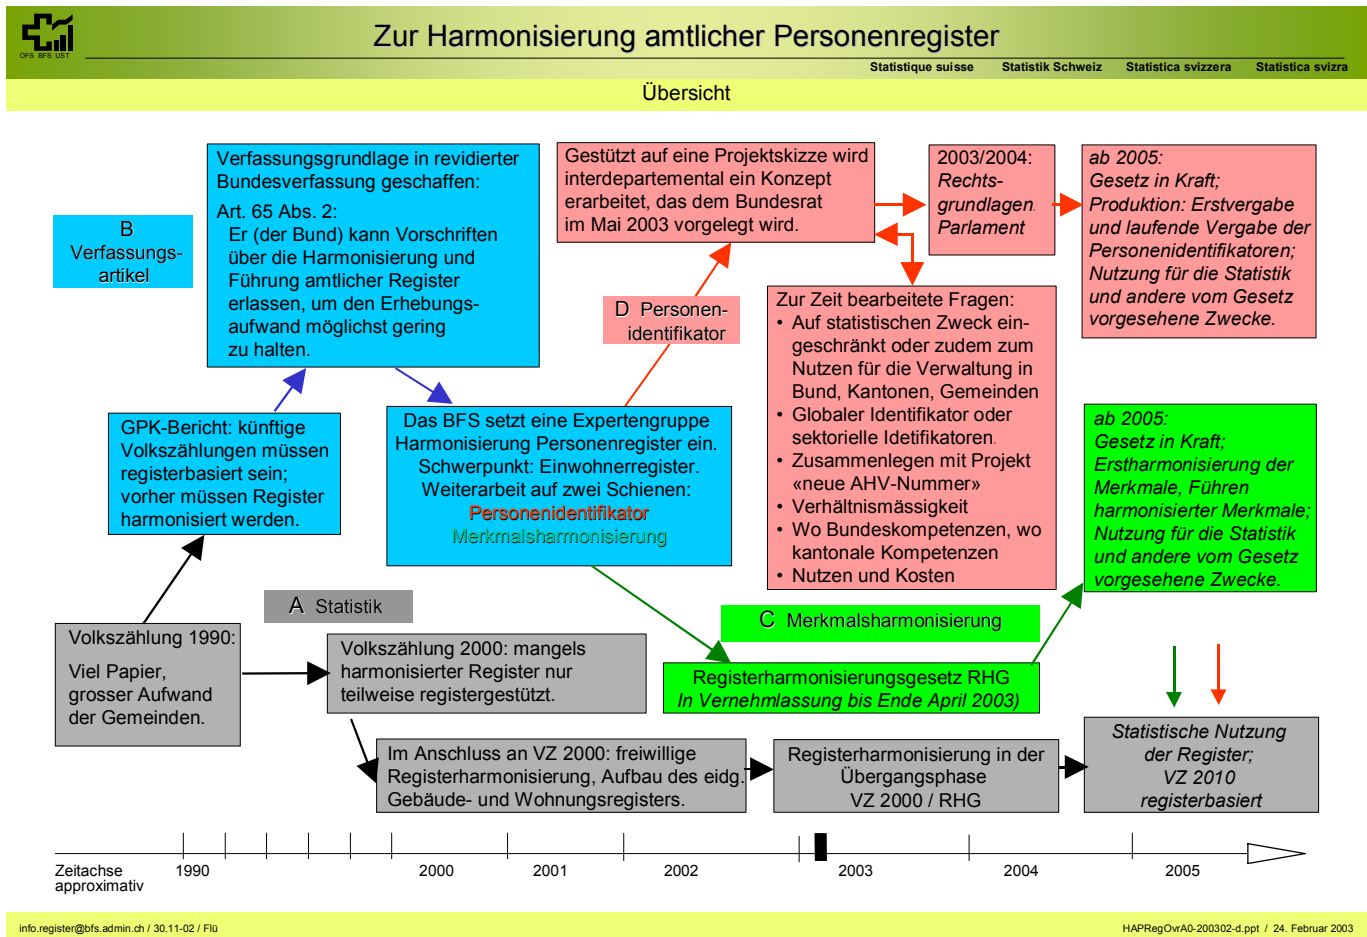 OFS BFS UST
Zur Harmonisierung amtlicher Personenregister
Statistique suisse Statistik Schweiz Statistica svizzera Statistica svizra
Übersicht
B
Verfassungs-
artikel
Verfassungsgrundlage in revidierter
Bundesverfassung geschaffen:
Art. 65 Abs. 2:
Er (der Bund) kann Vorschriften
über die Harmonisierung und
Führung amtlicher Register
erlassen, um den Erhebungs-
aufwand möglichst gering
zu halten.
Gestützt auf eine Projektskizze wird
interdepartemental ein Konzept
erarbeitet, das dem Bundesrat
im Mai 2003 vorgelegt wird.
2003/2004:
Rechts-
grundlagen.
Parlament
ab 2005:
Gesetz in Kraft;
Produktion: Erstvergabe
und laufende Vergabe der
Personenidentifikatoren;
Nutzung für die Statistik
und andere vom Gesetz
vorgesehene Zwecke.
D Personen-
identifikator
Zur Zeit bearbeitete Fragen:
• Auf statistischen Zweck ein-
geschränkt oder zudem zum
Nutzen für die Verwaltung in
Bund, Kantonen, Gemeinden
• Globaler Identifikator oder
sektorielle Idetifikatoren.
• Zusammenlegen mit Projekt
«neue AHV-Nummer»
• Verhältnismässigkeit
• Wo Bundeskompetenzen, wo
kantonale Kompetenzen
• Nutzen und Kosten
GPK-Bericht: künftige
Volkszählungen müssen
registerbasiert sein;
vorher müssen Register
harmonisiert werden.
Das BFS setzt eine Expertengruppe
Harmonisierung Personenregister ein.
Schwerpunkt: Einwohnerregister.
Weiterarbeit auf zwei Schienen:
Personenidentifikator
Merkmalsharmonisierung
ab 2005:
Gesetz in Kraft;
Erstharmonisierung der
Merkmale, Führen
harmonisierter Merkmale;
Nutzung für die Statistik
und andere vom Gesetz
vorgesehene Zwecke.
A Statistik
C Merkmalsharmonisierung
Volkszählung 1990:
Viel Papier,
grosser Aufwand
der Gemeinden.
Volkszählung 2000: mangels
harmonisierter Register nur
teilweise registergestützt.
Registerharmonisierungsgesetz RHG
In Vernehmlassung bis Ende April 2003)
Im Anschluss an VZ 2000: freiwillige
Registerharmonisierung, Aufbau des eidg.
Gebäude- und Wohnungsregisters.
Registerharmonisierung in der
Übergangsphase
VZ 2000 / RHG
Statistische Nutzung
der Register;
VZ 2010
registerbasiert
Zeitachse
approximativ
1990 2000 2001 2002 2003 2004 2005
info.register@bfs.admin.ch / 30.11-02 / Flü
HAPRegOvrA0-200302-d.ppt / 24. Februar 2003